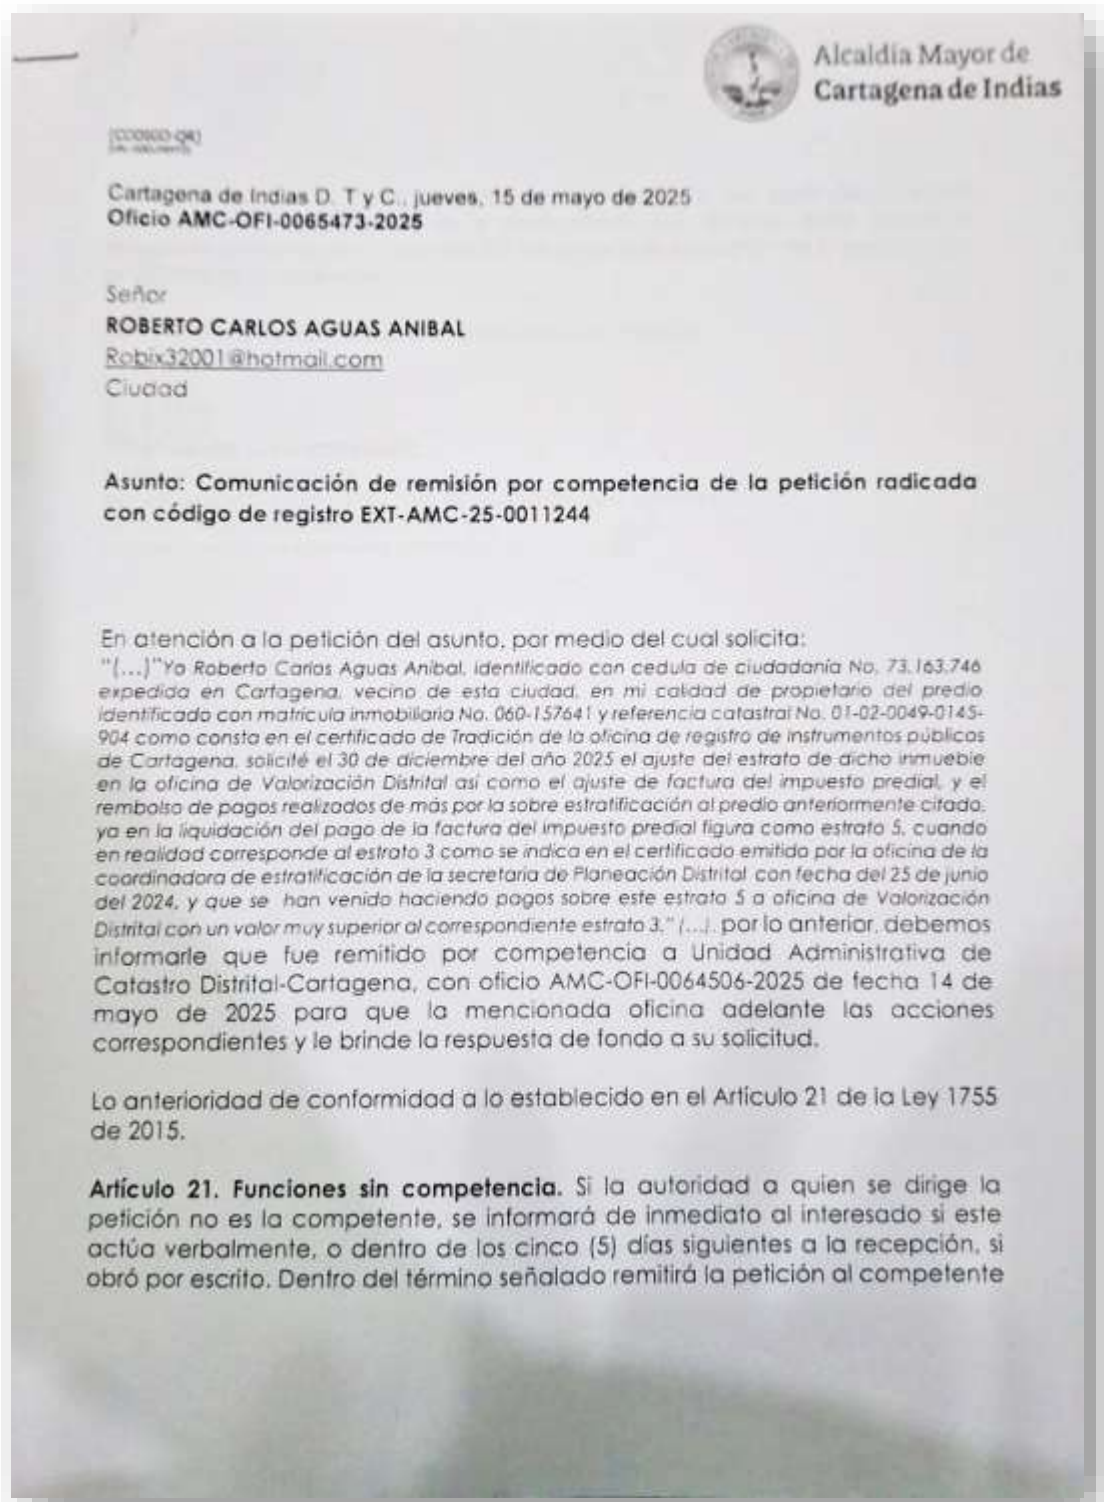 Alcaldía Mayor de
Cartagena de Indias
[CODIGO-QR]
Cartagena de Indias D. T y C., jueves, 15 de mayo de 2025
Oficio AMC-OFI-0065473-2025
Señor
ROBERTO CARLOS AGUAS ANIBAL
Robix32001@hotmail.com
Ciudad
Asunto: Comunicación de remisión por competencia de la petición radicada
con código de registro EXT-AMC-25-0011244
En atención a la petición del asunto, por medio del cual solicita:
"(...)"Yo Roberto Carlos Aguas Anibal, identificado con cedula de ciudadanía No. 73.163.746
expedida en Cartagena, vecino de esta ciudad, en mi calidad de propietario del predio
identificado con matrícula inmobiliaria No. 060-157641 y referencia catastral No. 01-02-0049-0145-
904 como consta en el certificado de Tradición de la oficina de registro de instrumentos públicos
de Cartagena, solicité el 30 de diciembre del año 2025 el ajuste del estrato de dicho inmueble
en la oficina de Valorización Distrital así como el ajuste de factura del impuesto predial, y el
rembolso de pagos realizados de más por la sobre estratificación al predio anteriormente citado,
ya en la liquidación del pago de la factura del impuesto predial figura como estrato 5, cuando
en realidad corresponde al estrato 3 como se indica en el certificado emitido por la oficina de la
coordinadora de estratificación de la secretaria de Planeación Distrital con fecha del 25 de junio
del 2024, y que se han venido haciendo pagos sobre este estrato 5 a oficina de Valorización
Distrital con un valor muy superior al correspondiente estrato 3." (...), por lo anterior, debemos
informarle que fue remitido por competencia a Unidad Administrativa de
Catastro Distrital-Cartagena, con oficio AMC-OFI-0064506-2025 de fecha 14 de
mayo de 2025 para que la mencionada oficina adelante las acciones
correspondientes y le brinde la respuesta de fondo a su solicitud.
Lo anterioridad de conformidad a lo establecido en el Artículo 21 de la Ley 1755
de 2015.
Artículo 21. Funciones sin competencia. Si la autoridad a quien se dirige la
petición no es la competente, se informará de inmediato al interesado si este
actúa verbalmente, o dentro de los cinco (5) días siguientes a la recepción, si
obró por escrito. Dentro del término señalado remitirá la petición al competente